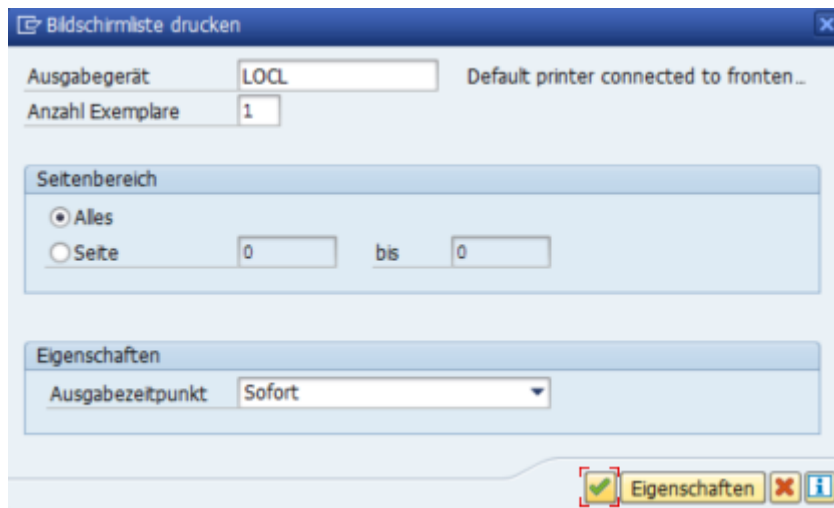 Bildschirmliste drucken
Ausgabegerät LOCL Default printer connected to fronten...
Anzahl Exemplare 1
Seitenbereich
Alles
Seite 0 bis 0
Eigenschaften
Ausgabezeitpunkt Sofort
Eigenschaften